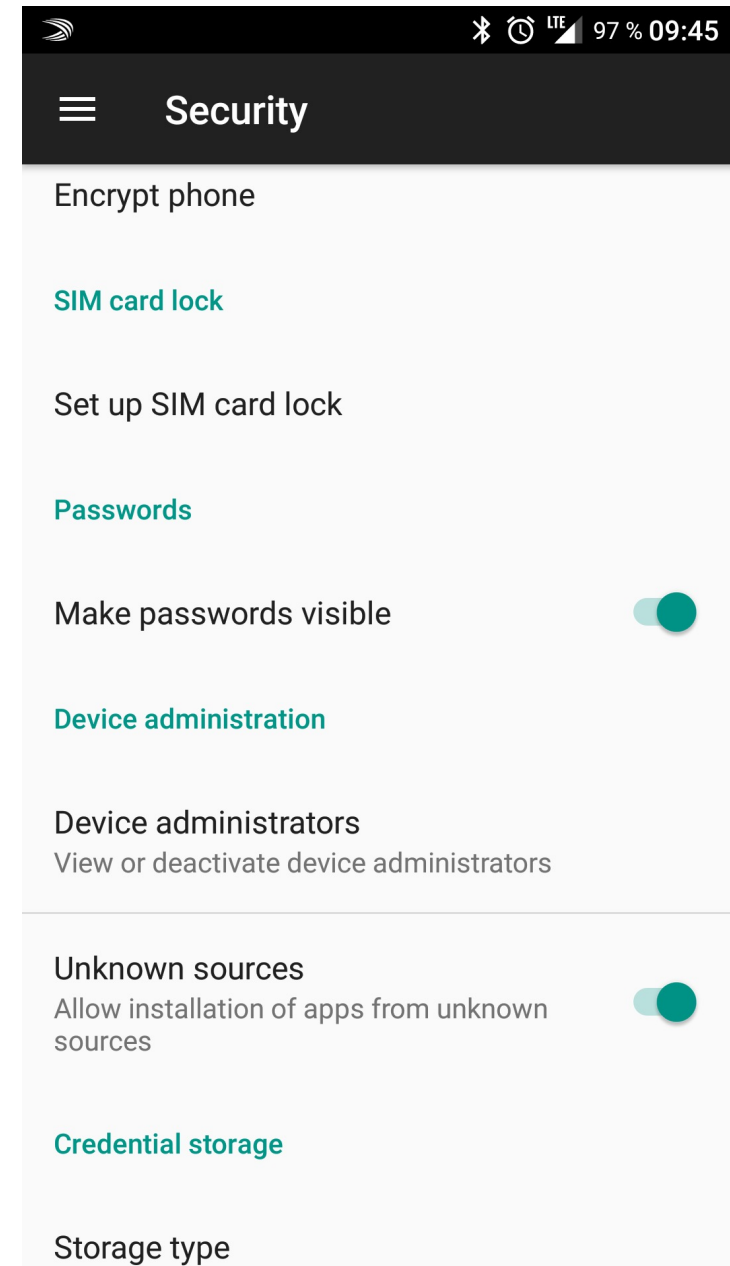 LTE 97 % 09:45
Security
Encrypt phone
SIM card lock
Set up SIM card lock
Passwords
Make passwords visible
Device administration
Device administrators
View or deactivate device administrators
Unknown sources
Allow installation of apps from unknown
sources
Credential storage
Storage type